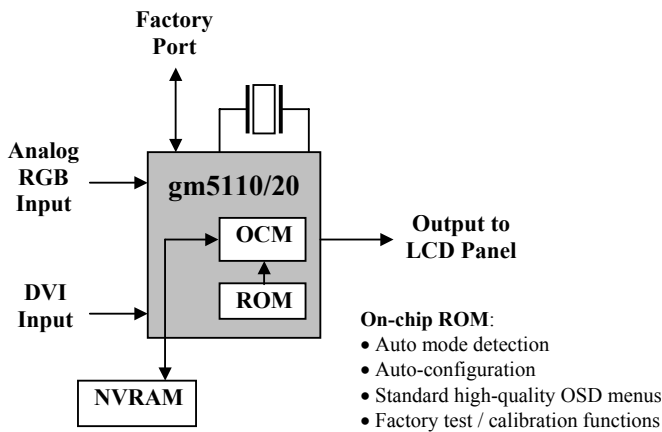 Factory
Port
Analog
RGB
Input
gm5110/20
OCM
Output to
LCD Panel
ROM
DVI
Input
NVRAM
On-chip ROM:
• Auto mode detection
• Auto-configuration
• Standard high-quality OSD menus
• Factory test / calibration functions